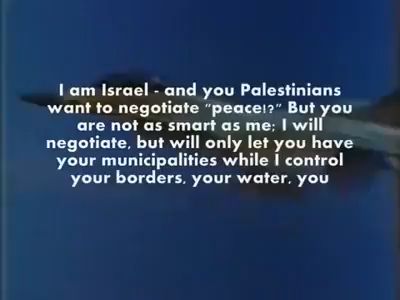 I am Israel - and you Palestinians
want to negotiate “peace!?” But you
are not as smart as me; I will
negotiate, but will only let you have
your municipalities while I control
your borders, your water, you